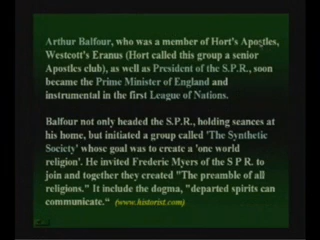 Arthur Balfour, who was a member of Hort's Apostles,
Westcott's Eranus (Hort called this group a senior
Apostles club), as well as President of the S.P.R., soon
became the Prime Minister of England and
instrumental in the first League of Nations.
Balfour not only headed the S.P.R., holding seances at
his home, but initiated a group called 'The Synthetic
Society' whose goal was to create a 'one world
religion'. He invited Frederic Myers of the S P R. to
join and together they created "The preamble of all
religions." It include the dogma, "departed spirits can
communicate." (www.historist.com)